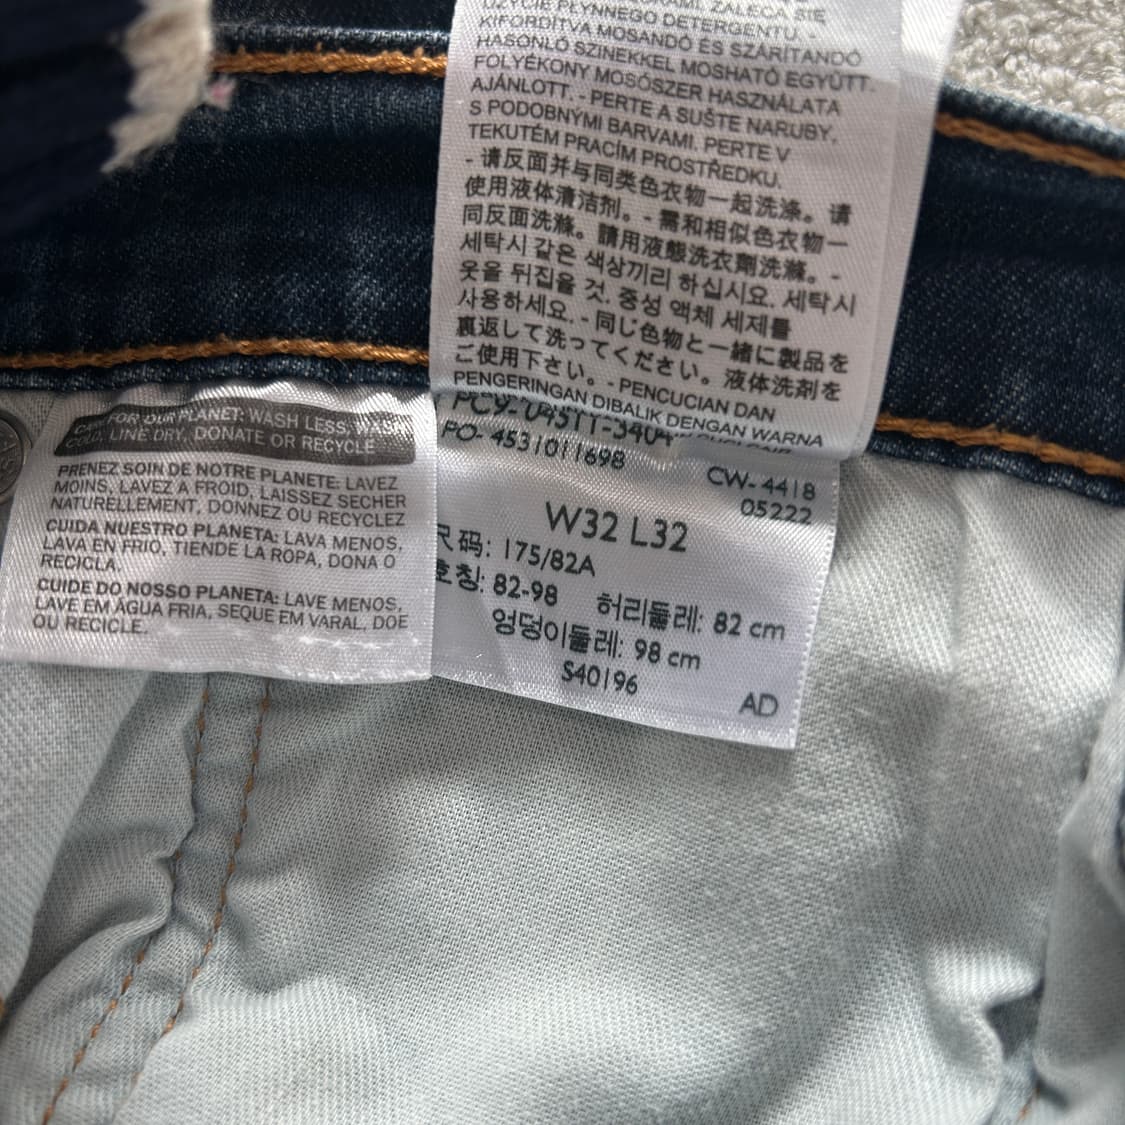 UŻYCIE PŁYNNEGO DETERGENTU. -
KIFORDÍTVA MOSANDÓ ÉS SZÁRÍTANDÓ
HASONLÓ SZINEKKEL MOSHATÓ EGYÜTT.
FOLYÉKONY MOSÓSZER HASZNÁLATA
AJÁNLOTT. - PERTE A SUŠTE NARUBY,
S PODOBNÝMI BARVAMI. PERTE V
TEKUTÉM PRACÍM PROSTŘEDKU.
- 请反面并与同类色衣物一起洗涤。请
使用液体清洁剂。- 需和相似色衣物一
同反面洗滌。請用液態洗衣劑洗滌。-
세탁시 같은 색상끼리 하십시요. 세탁시
옷을 뒤집을 것. 중성 액체 세제를
사용하세요. - 同じ色物と一緒に製品を
裏返して洗ってください。液体洗剤を
ご使用下さい。- PENCUCIAN DAN
PENGERINGAN DIBALIK DENGAN WARNA
CARE FOR OUR PLANET: WASH LESS, WASH
COLD, LINE DRY, DONATE OR RECYCLE
PRENEZ SOIN DE NOTRE PLANETE: LAVEZ
MOINS, LAVEZ A FROID, LAISSEZ SECHER
NATURELLEMENT, DONNEZ OU RECYCLEZ
CUIDA NUESTRO PLANETA: LAVA MENOS,
LAVA EN FRIO, TIENDE LA ROPA, DONA O
RECICLA.
CUIDE DO NOSSO PLANETA: LAVE MENOS,
LAVE EM ÁGUA FRIA, SEQUE EM VARAL, DOE
OU RECICLE.
PC9-04511-3404
PO- 4531011698
CW- 4418
05222
W32 L32
尺码: 175/82A
호칭: 82-98 허리둘레: 82 cm
엉덩이둘레: 98 cm
S40196
AD